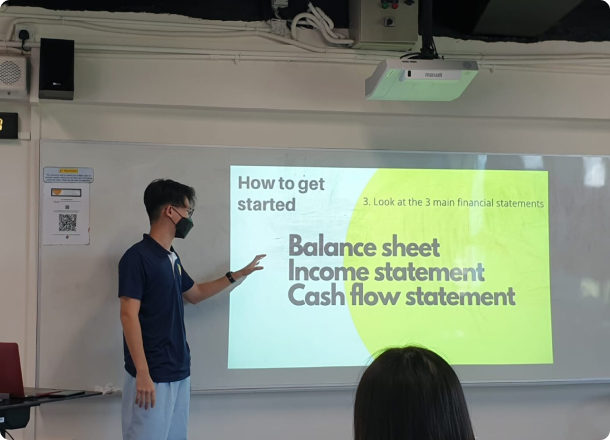 maxell
How to get
started
3. Look at the 3 main financial statements
Balance sheet
Income statement
Cash flow statement